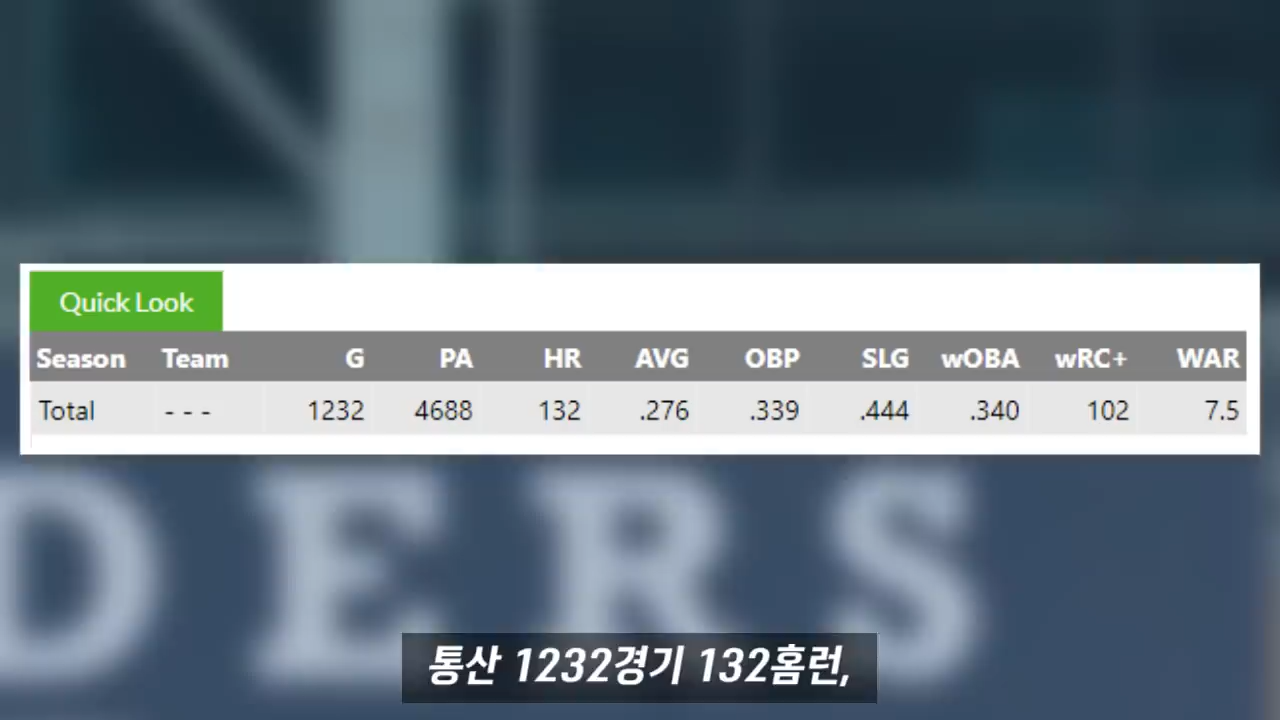 Quick Look
Season Team G PA HR AVG OBP SLG wOBA wRC+ WAR
Total - - - 1232 4688 132 .276 .339 .444 .340 102 7.5
DERS
통산 1232경기 132홈런,